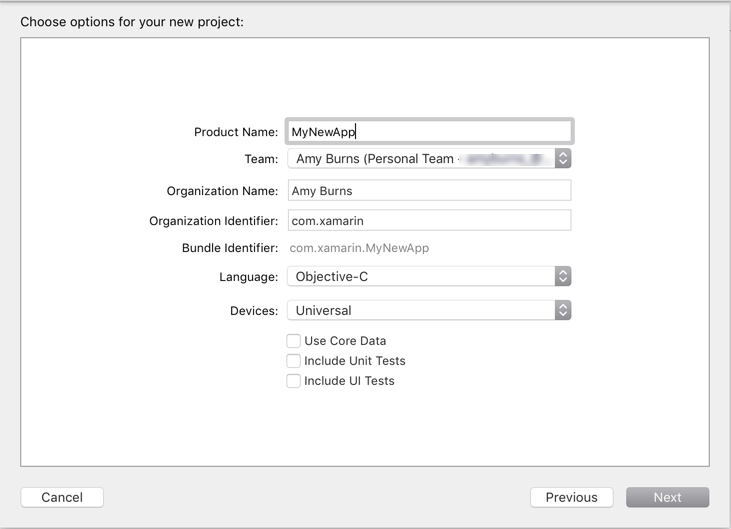 Choose options for your new project:
Product Name: MyNewApp
Team: Amy Burns (Personal Team -
Organization Name: Amy Burns
Organization Identifier: com.xamarin
Bundle Identifier: com.xamarin.MyNewApp
Language: Objective-C
Devices: Universal
Use Core Data
Include Unit Tests
Include UI Tests
Cancel Previous Next